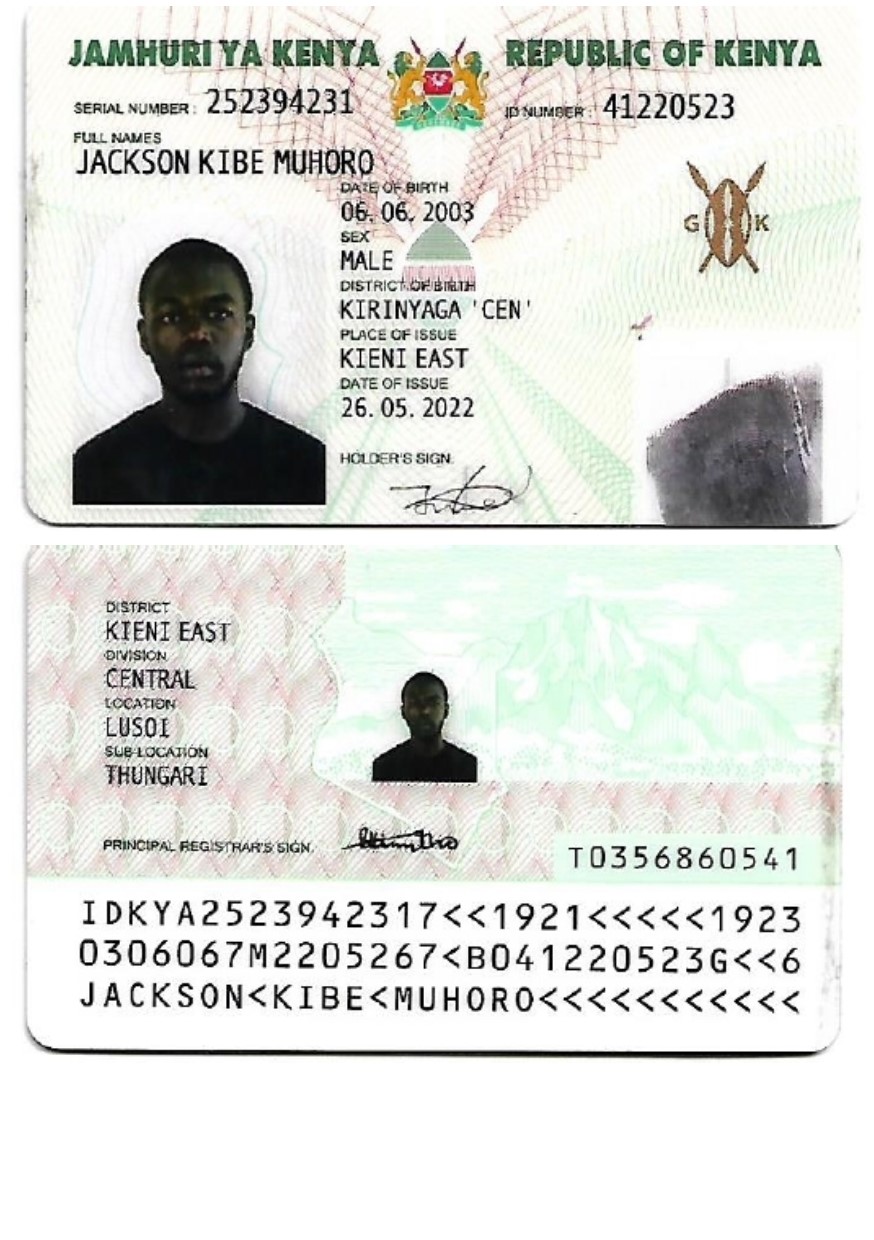 JAMHURI YA KENYA REPUBLIC OF KENYA
SERIAL NUMBER: 252394231 ID NUMBER: 41220523
FULL NAMES
JACKSON KIBE MUHORO
DATE OF BIRTH
06. 06. 2003
SEX
MALE
G K
DISTRICT OF BIRTH
KIRINYAGA 'CEN'
PLACE OF ISSUE
KIENI EAST
DATE OF ISSUE
26. 05. 2022
HOLDER'S SIGN.
DISTRICT
KIENI EAST
DIVISION
CENTRAL
LOCATION
LUSOI
SUB-LOCATION
THUNGARI
PRINCIPAL REGISTRAR'S SIGN.
T0356860541
IDKYA2523942317<<1921<<<<<1923
0306067M2205267<B041220523G<<6
JACKSON<KIBE<MUHORO<<<<<<<<<<<